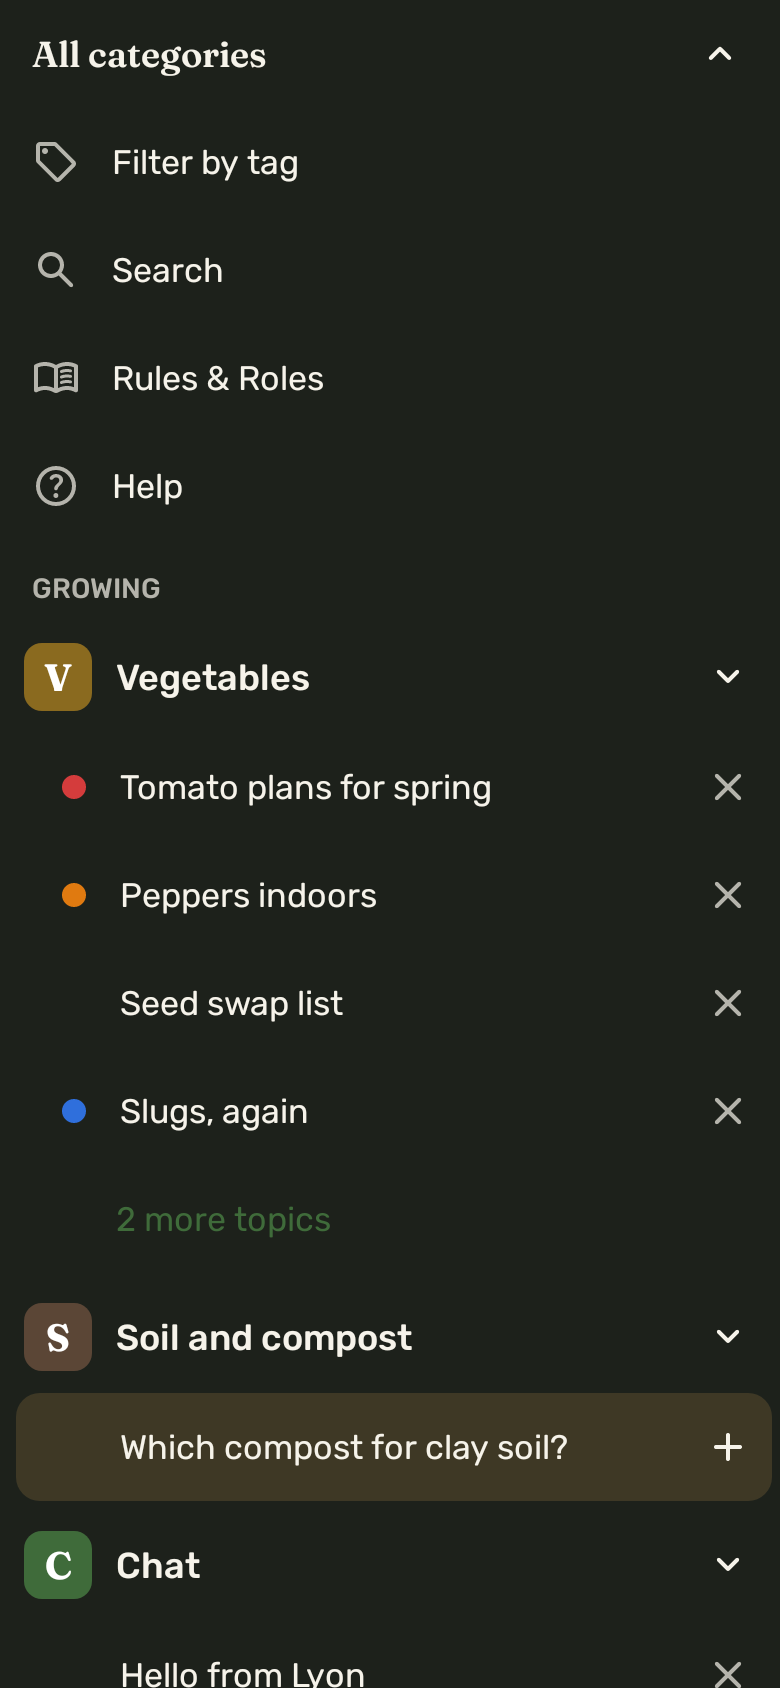 All categories
Filter by tag
Search
Rules & Roles
Help
GROWING
V Vegetables
Tomato plans for spring
Peppers indoors
Seed swap list
Slugs, again
2 more topics
S Soil and compost
Which compost for clay soil?
C Chat
Hello from Lyon